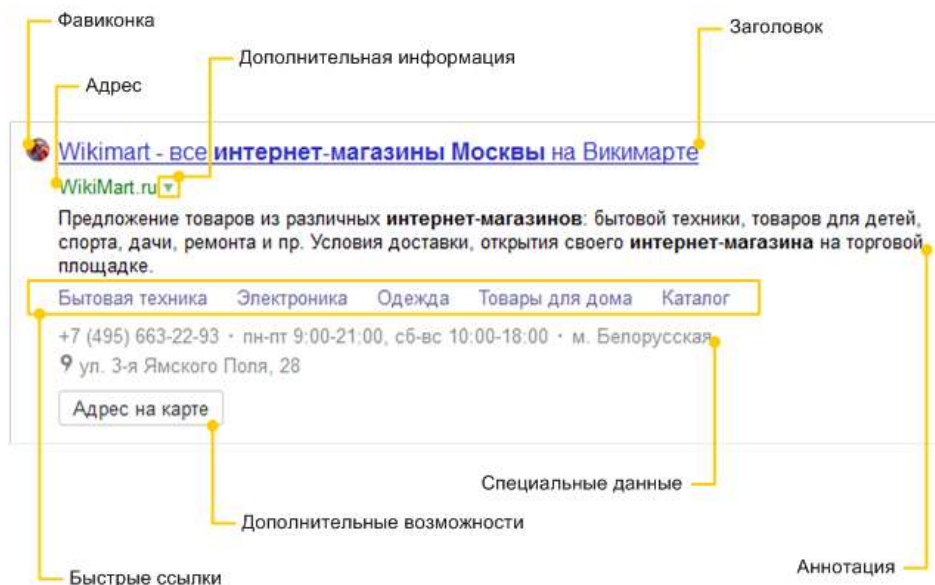 Фавиконка
Заголовок
Дополнительная информация
Адрес
Wikimart - все интернет-магазины Москвы на Викимарте
WikiMart.ru
Предложение товаров из различных интернет-магазинов: бытовой техники, товаров для детей,
спорта, дачи, ремонта и пр. Условия доставки, открытия своего интернет-магазина на торговой
площадке.
Бытовая техника Электроника Одежда Товары для дома Каталог
+7 (495) 663-22-93 · пн-пт 9:00-21:00, сб-вс 10:00-18:00 · м. Белорусская
ул. 3-я Ямского Поля, 28
Адрес на карте
Специальные данные
Дополнительные возможности
Аннотация
Быстрые ссылки